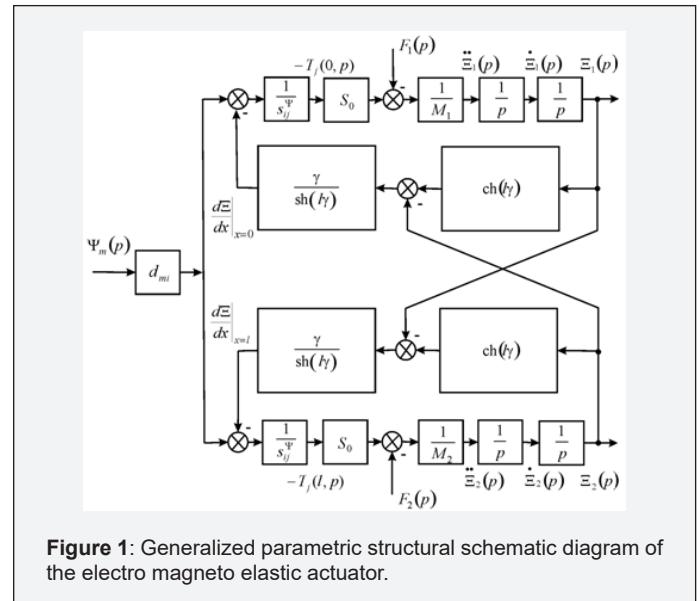 F₁(p)
−T_j(0, p)
Ξ̈₁(p) Ξ̇₁(p) Ξ₁(p)
1/s_ij^Ψ S₀ 1/M₁ 1/p 1/p
-
-
γ/sh(lγ) ch(lγ)
-
dΞ/dx|x=0
Ψ_m(p)
d_mi
dΞ/dx|x=l
-
γ/sh(lγ) ch(lγ)
-
1/s_ij^Ψ S₀ 1/M₂ 1/p 1/p
-
−T_j(l, p)
Ξ̈₂(p) Ξ̇₂(p) Ξ₂(p)
F₂(p)
Figure 1: Generalized parametric structural schematic diagram of
the electro magneto elastic actuator.